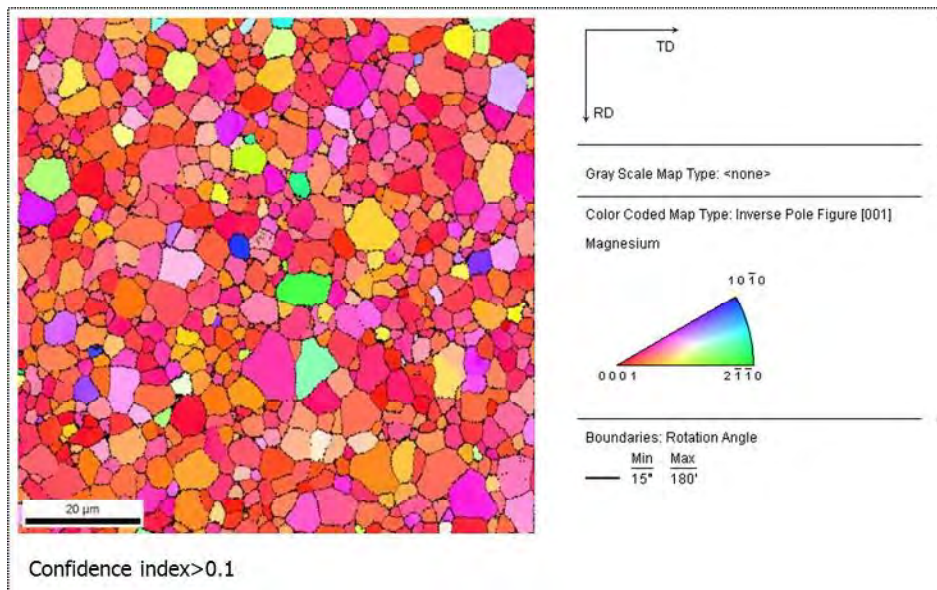 TD
RD
Gray Scale Map Type: <none>
Color Coded Map Type: Inverse Pole Figure [001]
Magnesium
1 0 1̅ 0
0 0 0 1
2 1̅ 1̅ 0
Boundaries: Rotation Angle
Min Max
15° 180°
20 µm
Confidence index>0.1